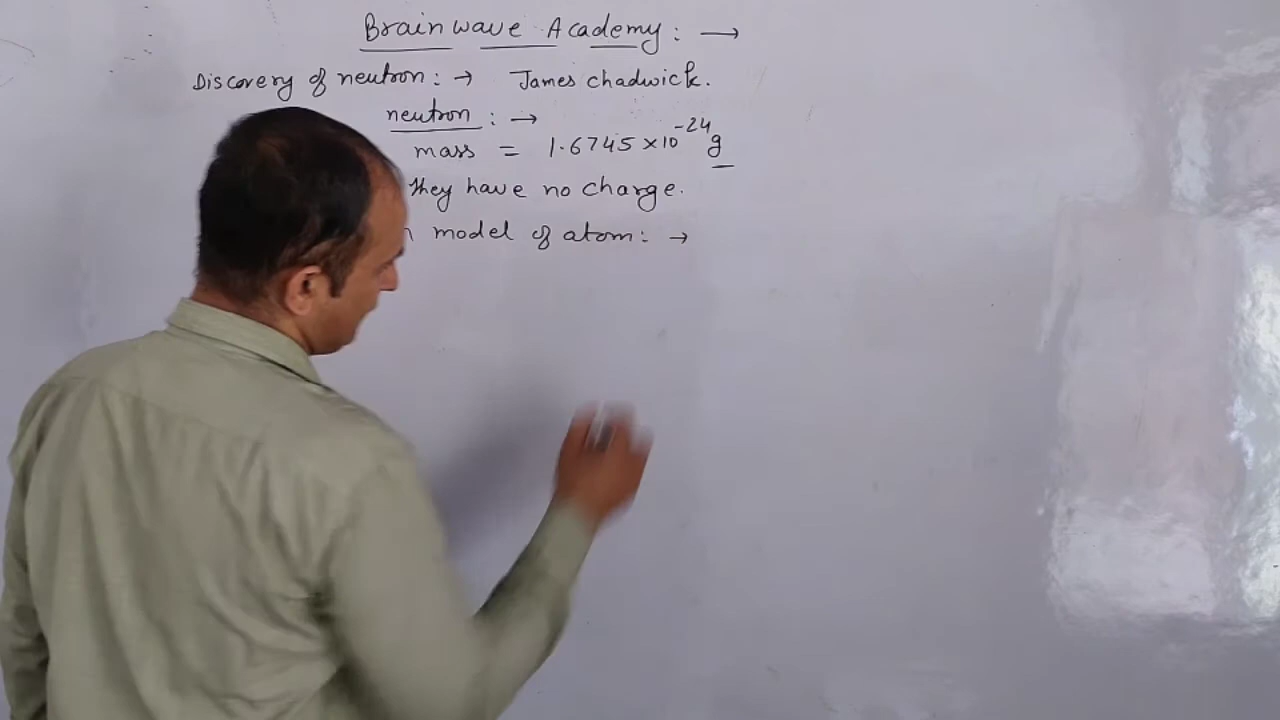 Brainwave Academy: →
Discovery of neutron: → James chadwick.
neutron: →
mass = 1.6745 ×10⁻²⁴g
They have no charge.
model of atom: →